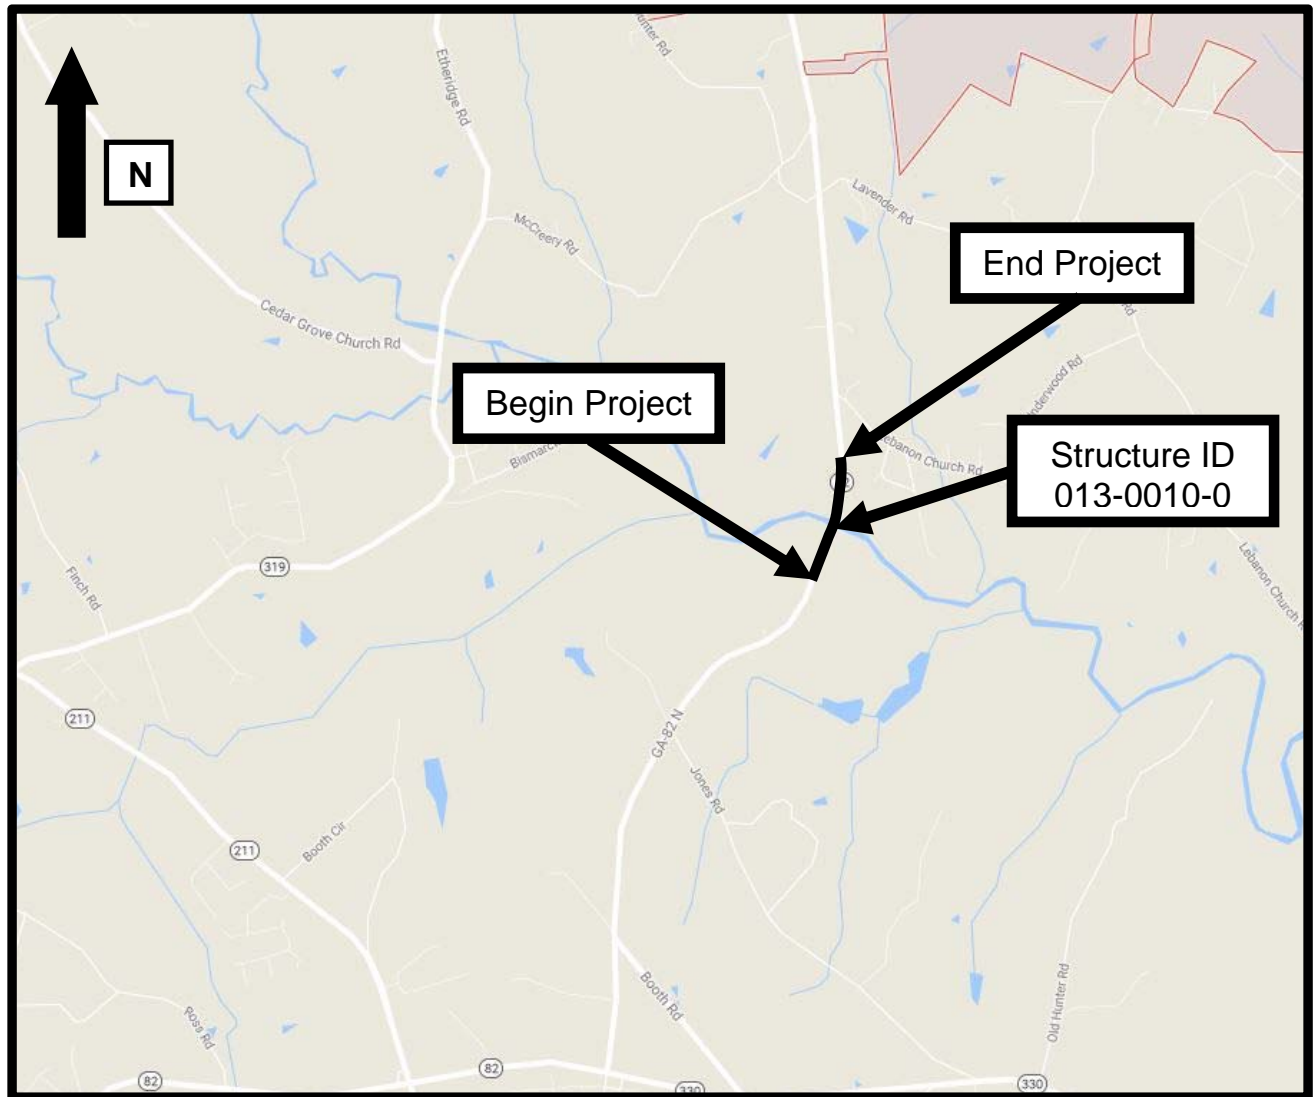 Etheridge Rd
N
Lavender Rd
McCreery Rd
End Project
Cedar Grove Church Rd
Rd
Begin Project
Lebanon Church Rd
Structure ID
013-0010-0
319
Finch Rd
Lebanon Church R
211
GA-82 N
Jones Rd
211
Booth Cir
Booth Rd
Old Hunter Rd
Ross Rd
82
82
330
330